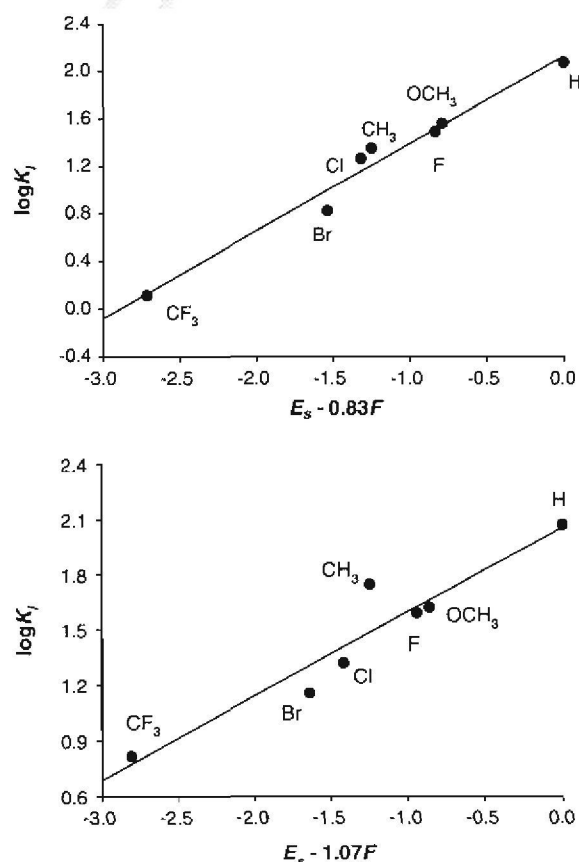 2.4
2.0
1.6
1.2
0.8
0.4
0.0
-0.4
logK_I
H
OCH₃
CH₃
F
Cl
Br
CF₃
-3.0 -2.5 -2.0 -1.5 -1.0 -0.5 0.0
E_s - 0.83F
2.4
2.1
1.8
1.5
1.2
0.9
0.6
logK_I
H
CH₃
OCH₃
F
Cl
Br
CF₃
-3.0 -2.5 -2.0 -1.5 -1.0 -0.5 0.0
E_s - 1.07F